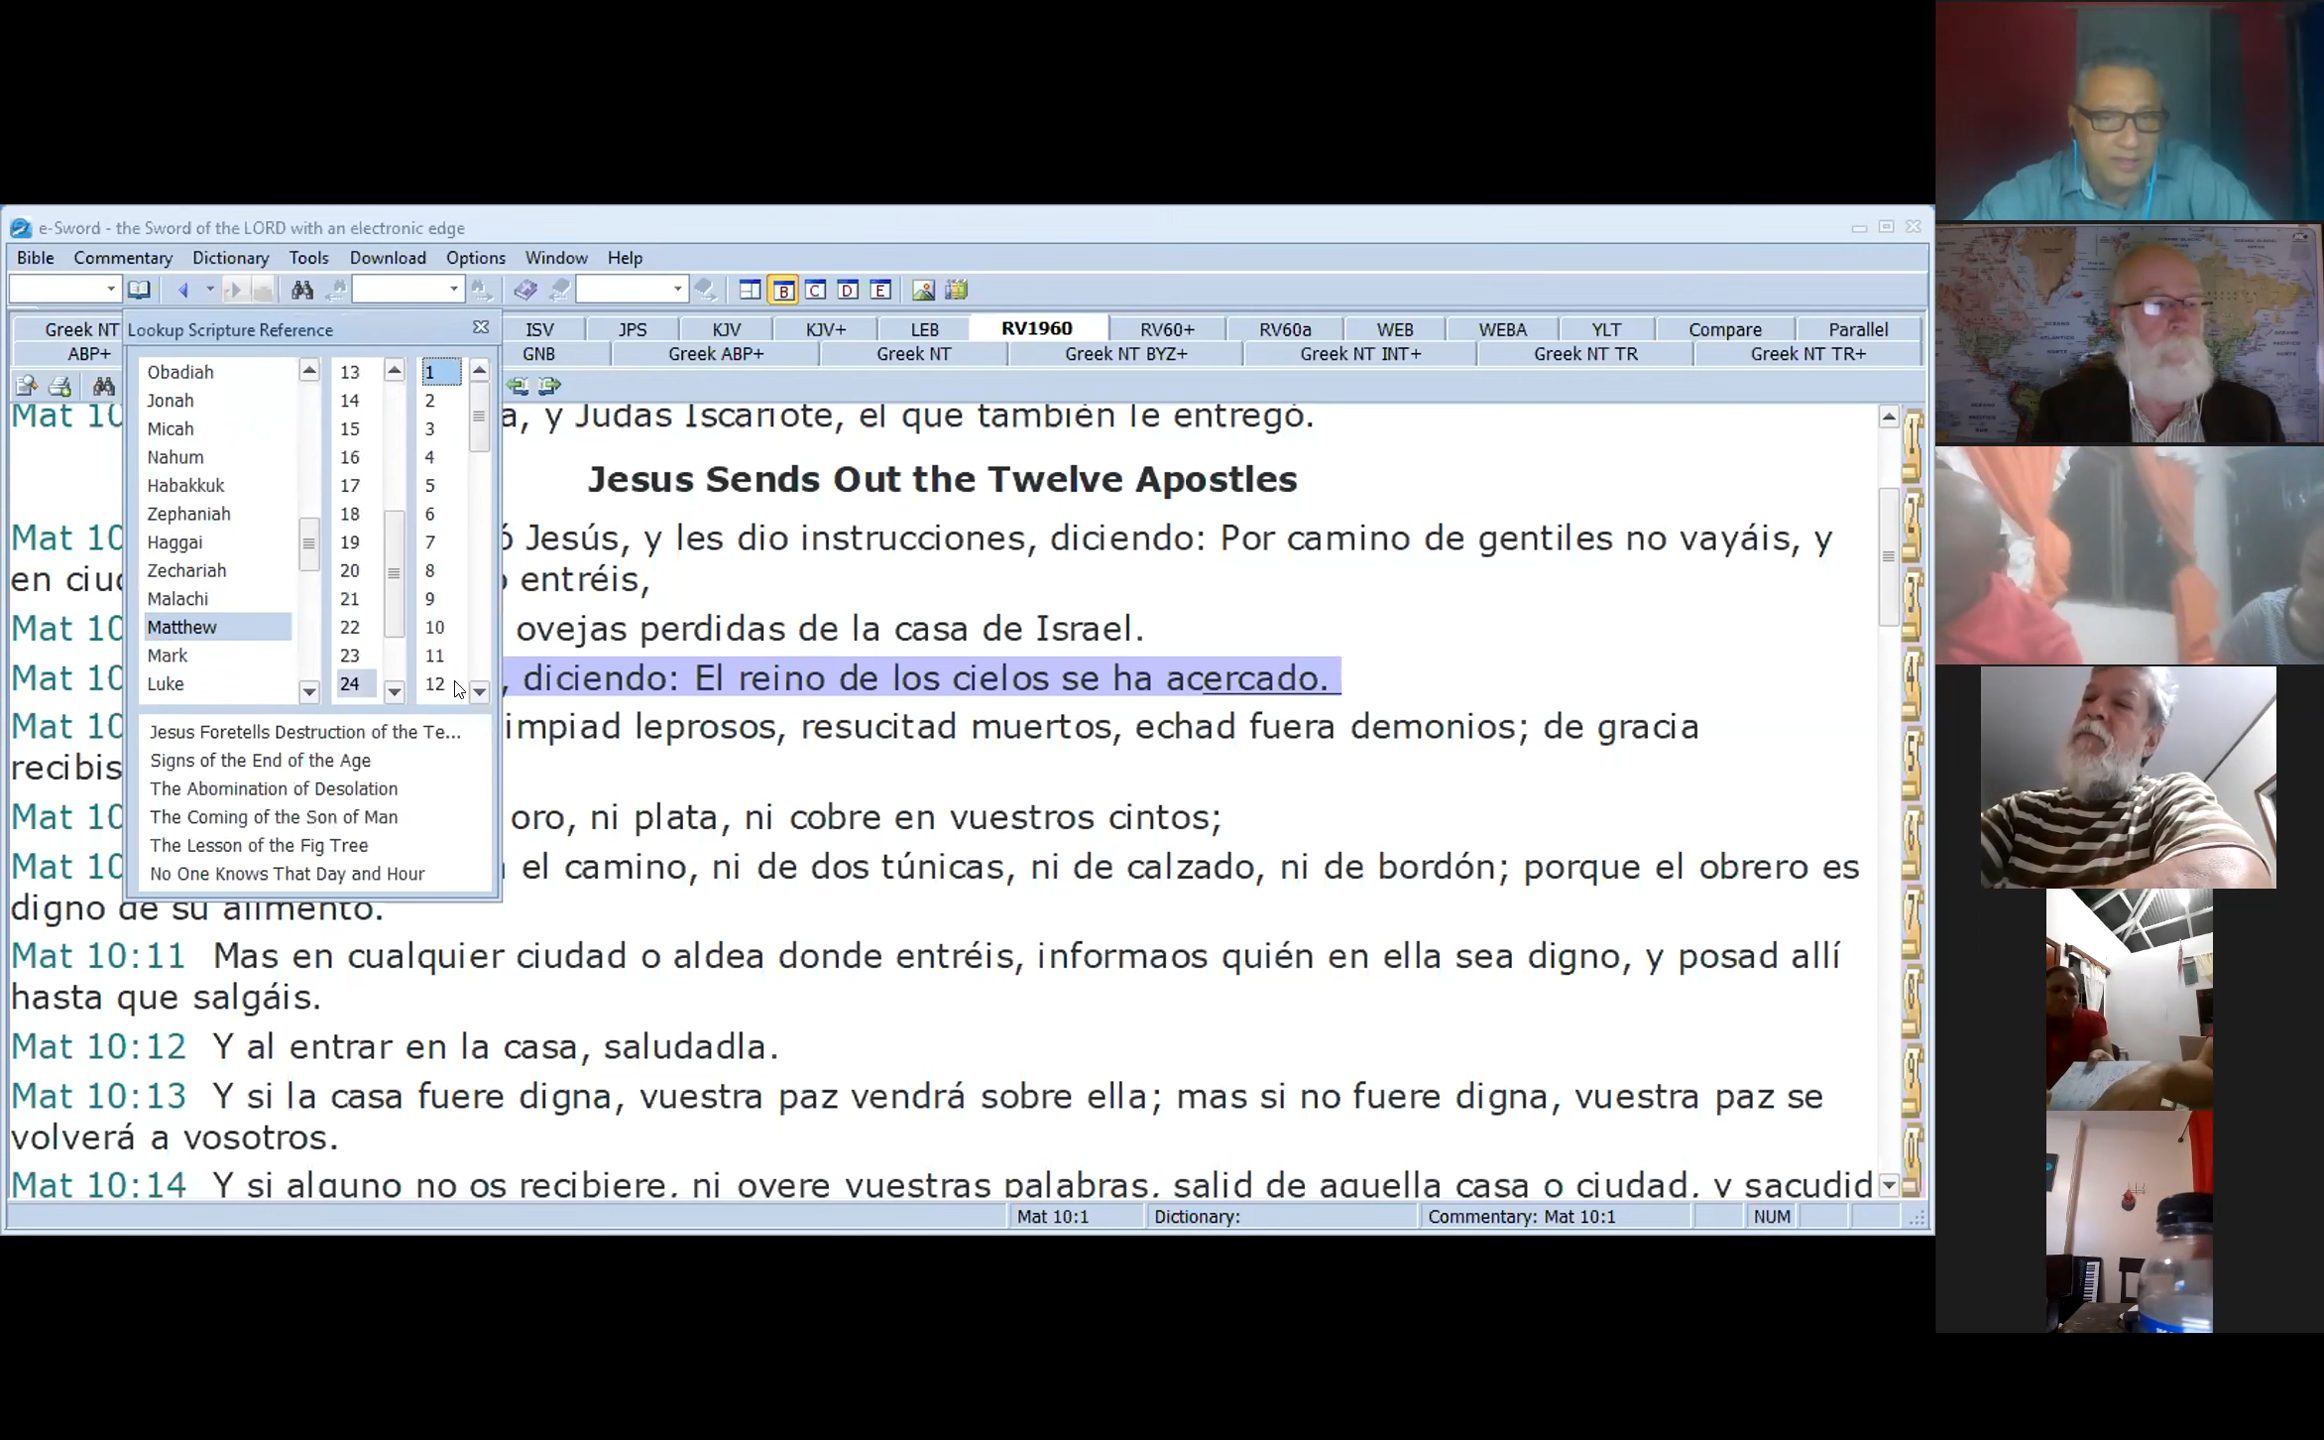 e-Sword - the Sword of the LORD with an electronic edge
Bible Commentary Dictionary Tools Download Options Window Help
B C D E
Greek NT
Lookup Scripture Reference
ISV JPS KJV KJV+ LEB RV1960 RV60+ RV60a WEB WEBA YLT Compare Parallel
ABP+ GNB Greek ABP+ Greek NT Greek NT BYZ+ Greek NT INT+ Greek NT TR Greek NT TR+
Obadiah 13 1
Jonah 14 2
Micah 15 3
Nahum 16 4
Habakkuk 17 5
Zephaniah 18 6
Haggai 19 7
Zechariah 20 8
Malachi 21 9
Matthew 22 10
Mark 23 11
Luke 24 12
Jesus Foretells Destruction of the Te...
Signs of the End of the Age
The Abomination of Desolation
The Coming of the Son of Man
The Lesson of the Fig Tree
No One Knows That Day and Hour
Mat 10 a, y Judas Iscariote, el que también le entregó.
Jesus Sends Out the Twelve Apostles
Mat 10 ó Jesús, y les dio instrucciones, diciendo: Por camino de gentiles no vayáis, y
en ciud o entréis,
Mat 10 ovejas perdidas de la casa de Israel.
Mat 10 , diciendo: El reino de los cielos se ha acercado.
Mat 10 impiad leprosos, resucitad muertos, echad fuera demonios; de gracia
recibis
Mat 10 oro, ni plata, ni cobre en vuestros cintos;
Mat 10 el camino, ni de dos túnicas, ni de calzado, ni de bordón; porque el obrero es
digno de su alimento.
Mat 10:11 Mas en cualquier ciudad o aldea donde entréis, informaos quién en ella sea digno, y posad allí
hasta que salgáis.
Mat 10:12 Y al entrar en la casa, saludadla.
Mat 10:13 Y si la casa fuere digna, vuestra paz vendrá sobre ella; mas si no fuere digna, vuestra paz se
volverá a vosotros.
Mat 10:14 Y si alguno no os recibiere, ni oyere vuestras palabras, salid de aquella casa o ciudad, y sacudid
Mat 10:1 Dictionary: Commentary: Mat 10:1 NUM